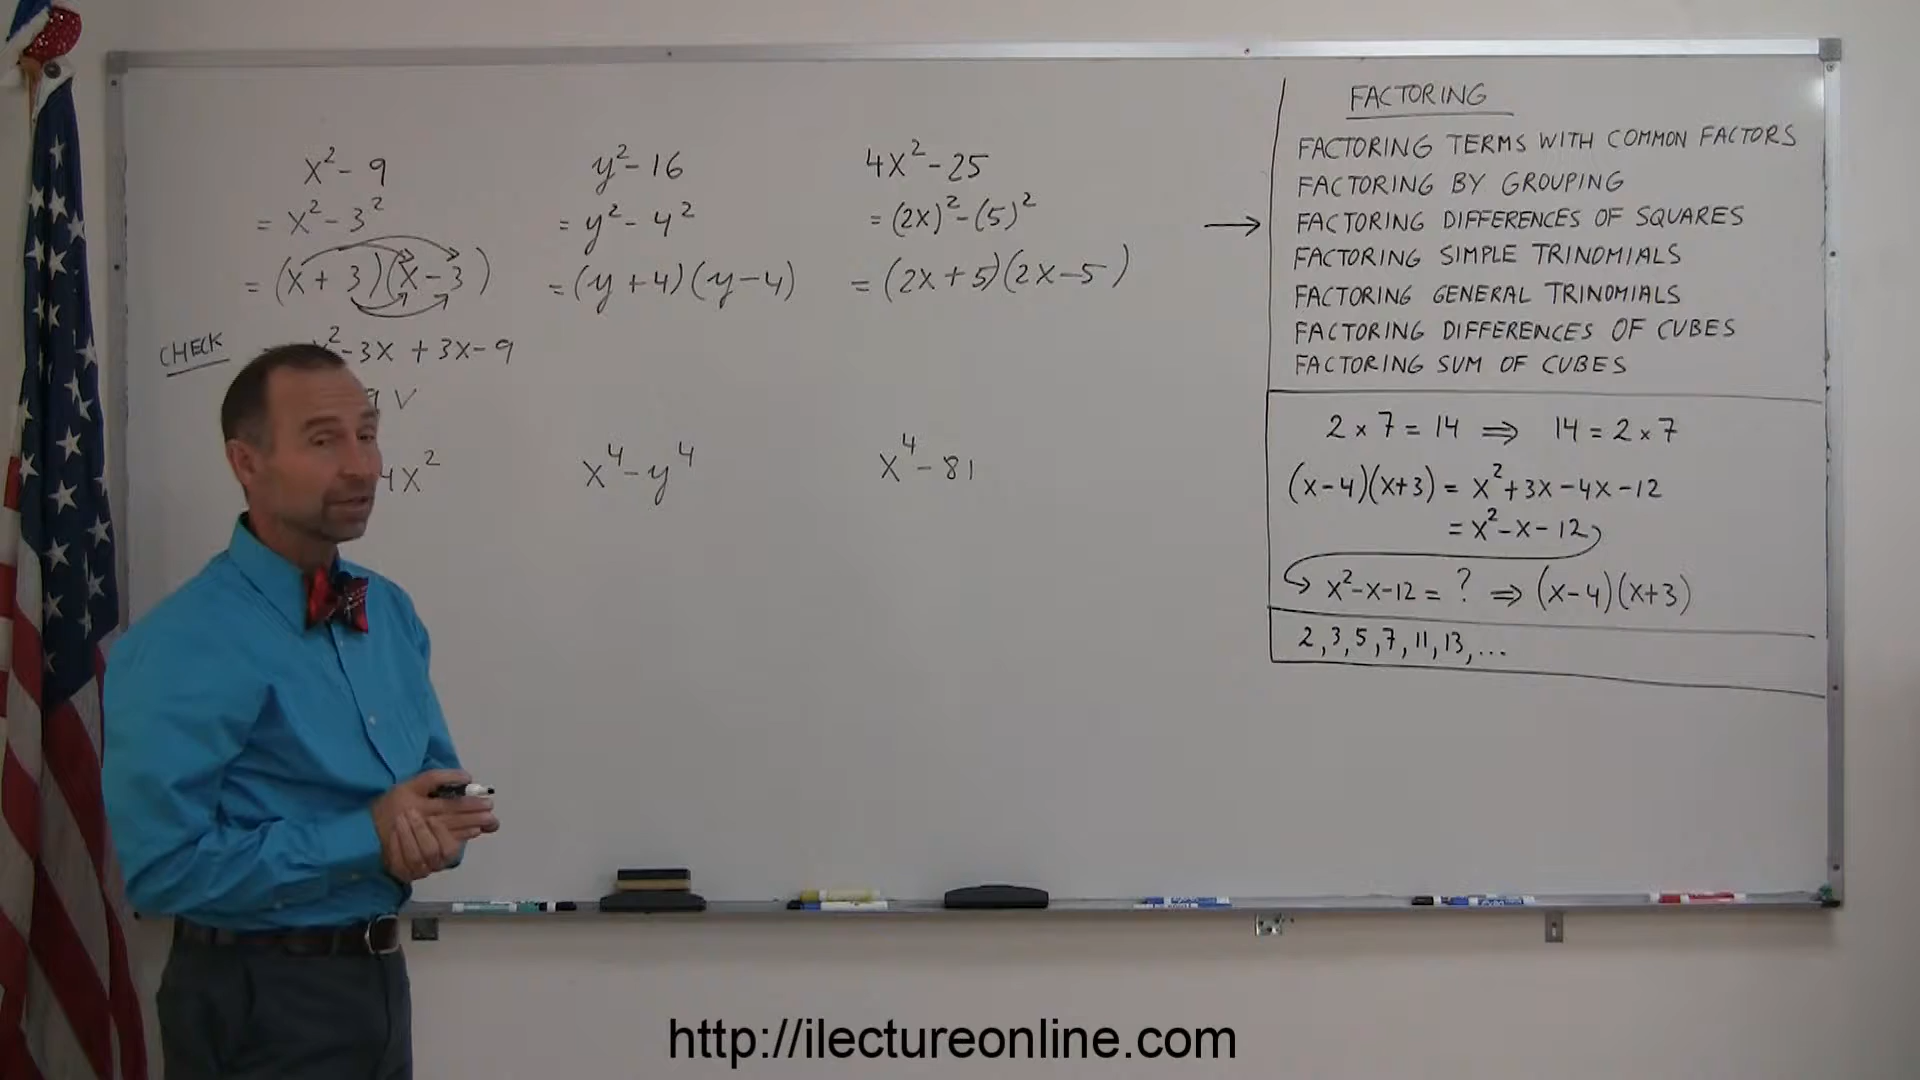 x² - 9
= x² - 3²
= (x + 3)(x - 3)
CHECK
x² - 3x + 3x - 9
9 √
4x²
y² - 16
= y² - 4²
= (y + 4)(y - 4)
x⁴ - y⁴
4x² - 25
= (2x)² - (5)²
= (2x + 5)(2x - 5)
x⁴ - 81
→
FACTORING
FACTORING TERMS WITH COMMON FACTORS
FACTORING BY GROUPING
FACTORING DIFFERENCES OF SQUARES
FACTORING SIMPLE TRINOMIALS
FACTORING GENERAL TRINOMIALS
FACTORING DIFFERENCES OF CUBES
FACTORING SUM OF CUBES
2 × 7 = 14 ⇒ 14 = 2 × 7
(x - 4)(x + 3) = x² + 3x - 4x - 12
= x² - x - 12
x² - x - 12 = ? ⇒ (x - 4)(x + 3)
2, 3, 5, 7, 11, 13, ...
http://ilectureonline.com